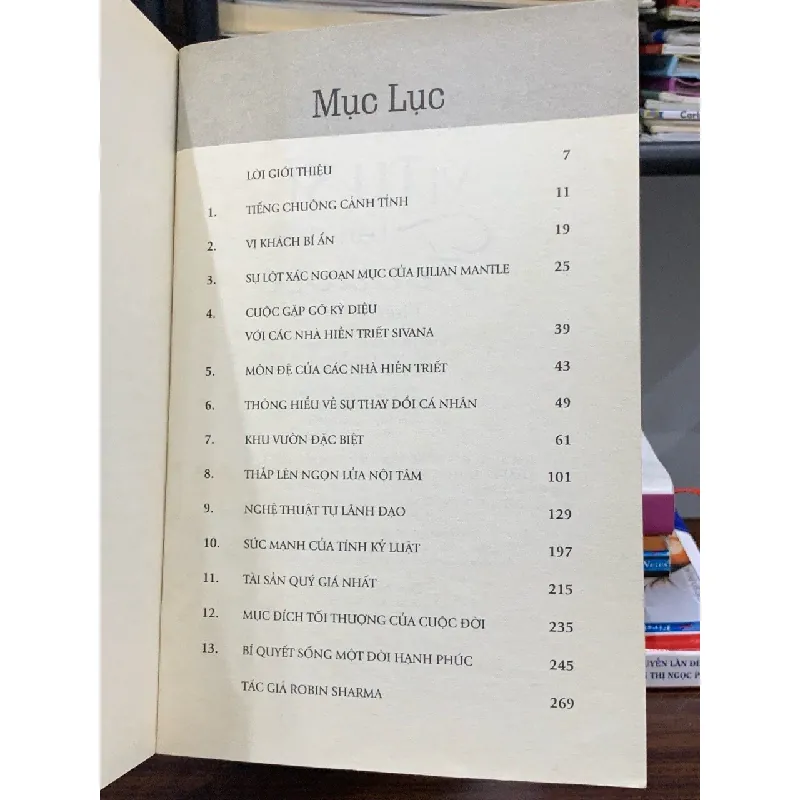 Mục Lục
LỜI GIỚI THIỆU 7
1. TIẾNG CHUÔNG CẢNH TỈNH 11
2. VỊ KHÁCH BÍ ẨN 19
3. SỰ LỘT XÁC NGOẠN MỤC CỦA JULIAN MANTLE 25
4. CUỘC GẶP GỠ KỲ DIỆU
VỚI CÁC NHÀ HIỀN TRIẾT SIVANA 39
5. MÔN ĐỆ CỦA CÁC NHÀ HIỀN TRIẾT 43
6. THÔNG HIỂU VỀ SỰ THAY ĐỔI CÁ NHÂN 49
7. KHU VƯỜN ĐẶC BIỆT 61
8. THẮP LÊN NGỌN LỬA NỘI TÂM 101
9. NGHỆ THUẬT TỰ LÃNH ĐẠO 129
10. SỨC MẠNH CỦA TÍNH KỶ LUẬT 197
11. TÀI SẢN QUÝ GIÁ NHẤT 215
12. MỤC ĐÍCH TỐI THƯỢNG CỦA CUỘC ĐỜI 235
13. BÍ QUYẾT SỐNG MỘT ĐỜI HẠNH PHÚC 245
TÁC GIẢ ROBIN SHARMA 269
THỊ NGỌC